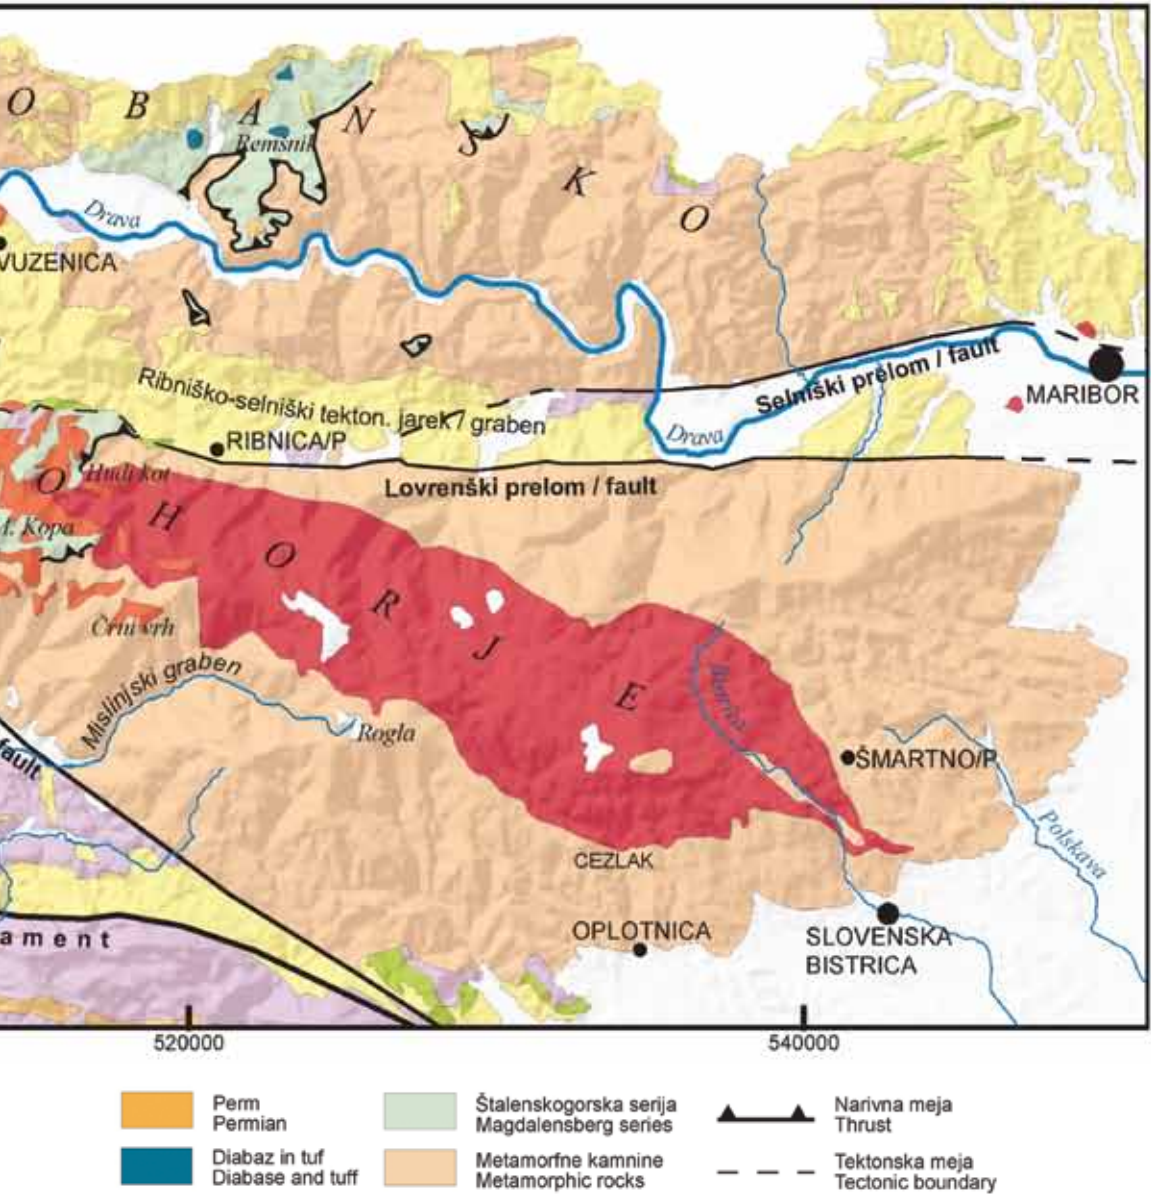 O B A N
Remšnik
J K O
Drava
VUZENICA
Selniški prelom / fault
MARIBOR
Ribniško-selniški tekton. jarek / graben
RIBNICA/P
Drava
Lovrenški prelom / fault
Hudi kot
O H O R J E
M. Kopa
Črni vrh
Mislinjski graben
Rogla
Bistrica
fault
ŠMARTNO/P
Polskava
CEZLAK
ament
OPLOTNICA
SLOVENSKA
BISTRICA
520000
540000
Perm
Permian
Diabaz in tuf
Diabase and tuff
Štalenskogorska serija
Magdalensberg series
Metamorfne kamnine
Metamorphic rocks
Narivna meja
Thrust
Tektonska meja
Tectonic boundary